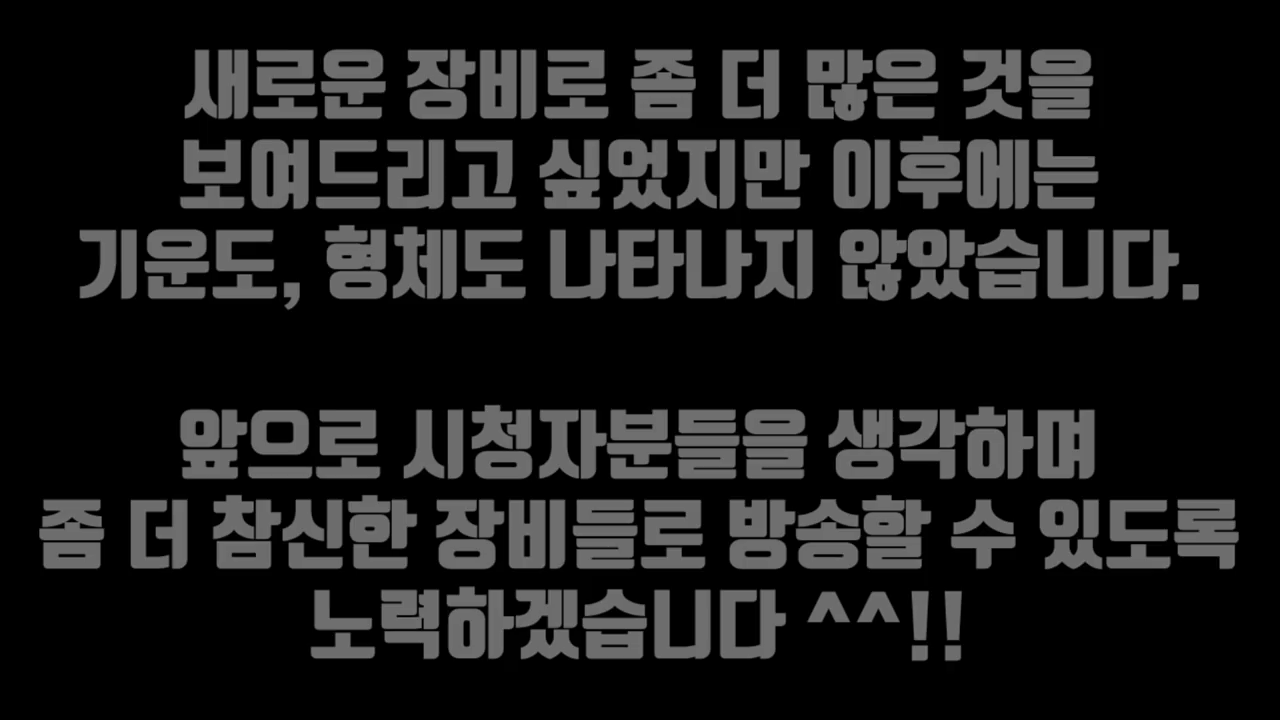 새로운 장비로 좀 더 많은 것을
보여드리고 싶었지만 이후에는
기운도, 형체도 나타나지 않았습니다.
앞으로 시청자분들을 생각하며
좀 더 참신한 장비들로 방송할 수 있도록
노력하겠습니다 ^^!!